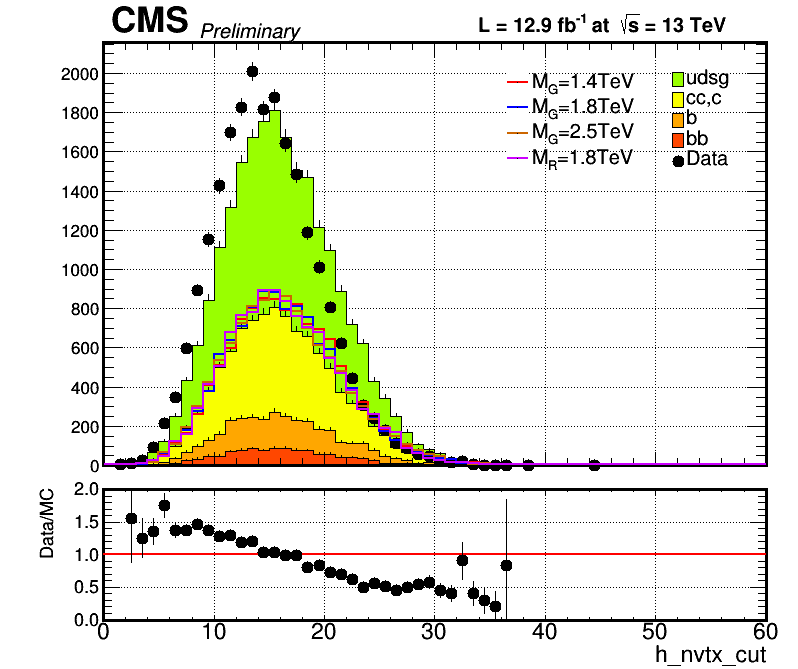 CMS Preliminary L = 12.9 fb⁻¹ at √s = 13 TeV
2000
1800
1600
1400
1200
1000
800
600
400
200
0
M_G=1.4TeV
M_G=1.8TeV
M_G=2.5TeV
M_R=1.8TeV
udsg
cc,c
b
bb
Data
Data/MC
2.0
1.5
1.0
0.5
0.0
0 10 20 30 40 50 60
h_nvtx_cut